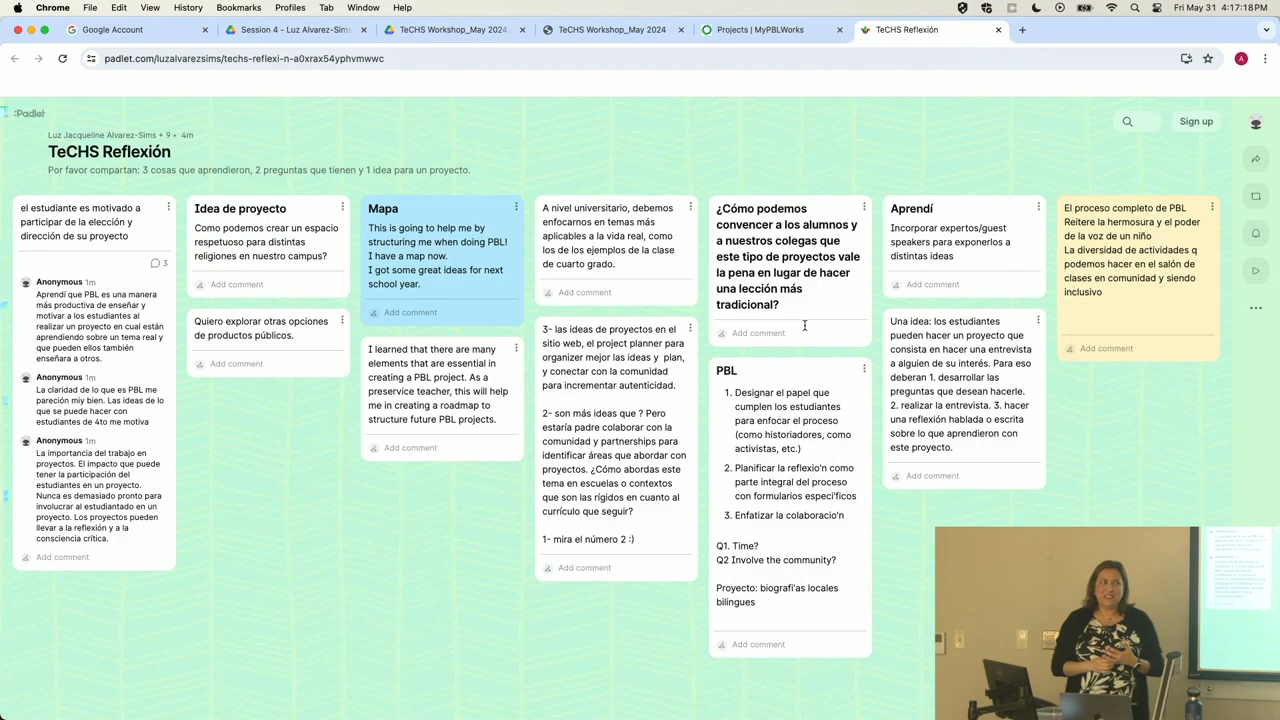 Chrome File Edit View History Bookmarks Profiles Tab Window Help Fri May 31 4:17:18 PM
Google Account
Session 4 - Luz Alvarez-Sims
TeCHS Workshop_May 2024
TeCHS Workshop_May 2024
Projects | MyPBLWorks
TeCHS Reflexión
padlet.com/luzalvarezsims/techs-reflexi-n-a0xrax54yphvmwwc
A
:Padlet
Sign up
Luz Jacqueline Alvarez-Sims + 9 • 4m
TeCHS Reflexión
Por favor compartan: 3 cosas que aprendieron, 2 preguntas que tienen y 1 idea para un proyecto.
el estudiante es motivado a
participar de la elección y
dirección de su proyecto
3
Anonymous 1m
Aprendí que PBL es una manera
más productiva de enseñar y
motivar a los estudiantes al
realizar un proyecto en cual están
aprendiendo sobre un tema real y
que pueden ellos también
enseñara a otros.
Anonymous 1m
La claridad de lo que es PBL me
pareción miy bien. Las ideas de lo
que se puede hacer con
estudiantes de 4to me motiva
Anonymous 1m
La importancia del trabajo en
proyectos. El impacto que puede
tener la participación del
estudiantes en un proyecto.
Nunca es demasiado pronto para
involucrar al estudiantado en un
proyecto. Los proyectos pueden
llevar a la reflexión y a la
consciencia crítica.
Add comment
Idea de proyecto
Como podemos crear un espacio
respetuoso para distintas
religiones en nuestro campus?
Add comment
Quiero explorar otras opciones
de productos públicos.
Add comment
Mapa
This is going to help me by
structuring me when doing PBL!
I have a map now.
I got some great ideas for next
school year.
Add comment
I learned that there are many
elements that are essential in
creating a PBL project. As a
preservice teacher, this will help
me in creating a roadmap to
structure future PBL projects.
Add comment
A nivel universitario, debemos
enfocarnos en temas más
aplicables a la vida real, como
los de los ejemplos de la clase
de cuarto grado.
Add comment
3- las ideas de proyectos en el
sitio web, el project planner para
organizer mejor las ideas y plan,
y conectar con la comunidad
para incrementar autenticidad.
2- son más ideas que ? Pero
estaría padre colaborar con la
comunidad y partnerships para
identificar áreas que abordar con
proyectos. ¿Cómo abordas este
tema en escuelas o contextos
que son las rígidos en cuanto al
currículo que seguir?
1- mira el número 2 :)
Add comment
¿Cómo podemos
convencer a los alumnos y
a nuestros colegas que
este tipo de proyectos vale
la pena en lugar de hacer
una lección más
tradicional?
Add comment
PBL
1. Designar el papel que
cumplen los estudiantes
para enfocar el proceso
(como historiadores, como
activistas, etc.)
2. Planificar la reflexio'n como
parte integral del proceso
con formularios especi'ficos
3. Enfatizar la colaboracio'n
Q1. Time?
Q2 Involve the community?
Proyecto: biografi'as locales
bilingues
Add comment
Aprendí
Incorporar expertos/guest
speakers para exponerlos a
distintas ideas
Add comment
Una idea: los estudiantes
pueden hacer un proyecto que
consista en hacer una entrevista
a alguien de su interés. Para eso
deberan 1. desarrollar las
preguntas que desean hacerle.
2. realizar la entrevista. 3. hacer
una reflexión hablada o escrita
sobre lo que aprendieron con
este proyecto.
Add comment
El proceso completo de PBL
Reitere la hermosura y el poder
de la voz de un niño
La diversidad de actividades q
podemos hacer en el salón de
clases en comunidad y siendo
inclusivo
Add comment